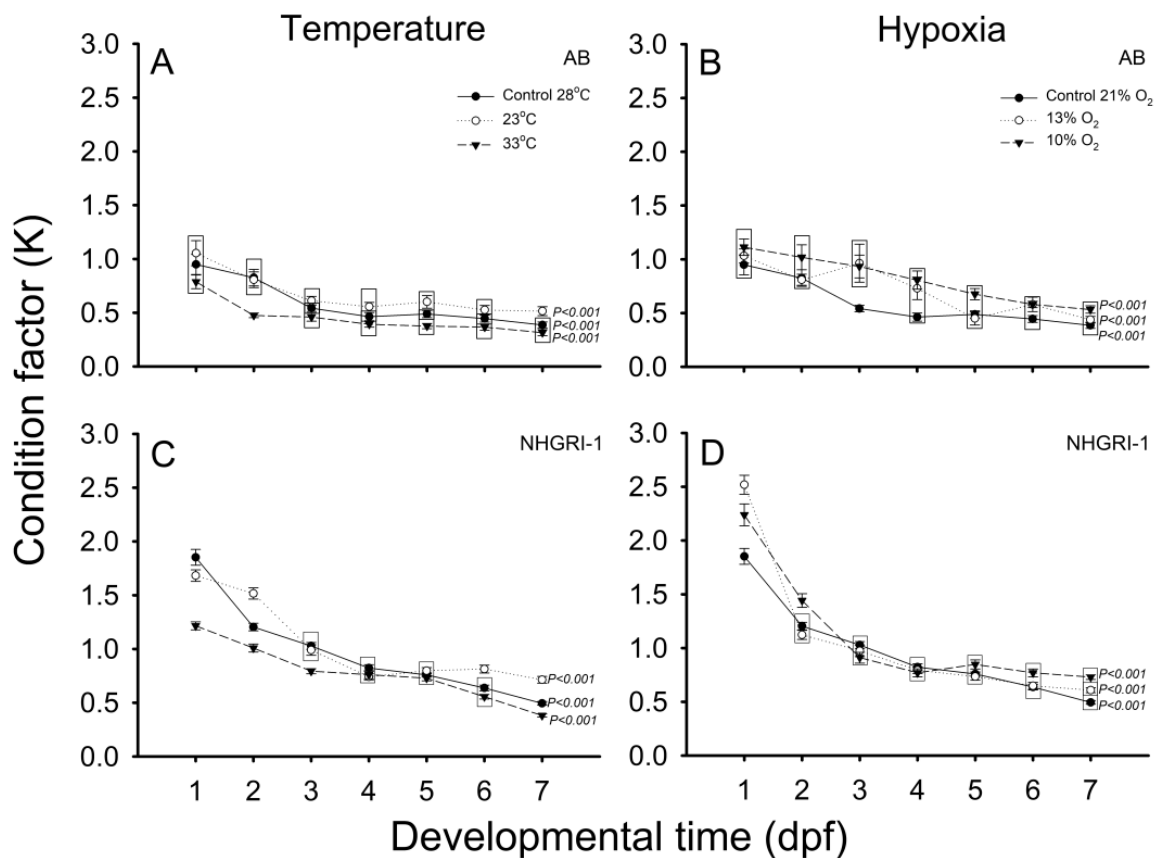 Temperature
Hypoxia
Condition factor (K)
A
AB
Control 28°C
23°C
33°C
3.0
2.5
2.0
1.5
1.0
0.5
0.0
P<0.001
P<0.001
P<0.001
B
AB
Control 21% O₂
13% O₂
10% O₂
3.0
2.5
2.0
1.5
1.0
0.5
0.0
P<0.001
P<0.001
P<0.001
C
NHGRI-1
3.0
2.5
2.0
1.5
1.0
0.5
0.0
P<0.001
P<0.001
P<0.001
1 2 3 4 5 6 7
D
NHGRI-1
3.0
2.5
2.0
1.5
1.0
0.5
0.0
P<0.001
P<0.001
P<0.001
1 2 3 4 5 6 7
Developmental time (dpf)